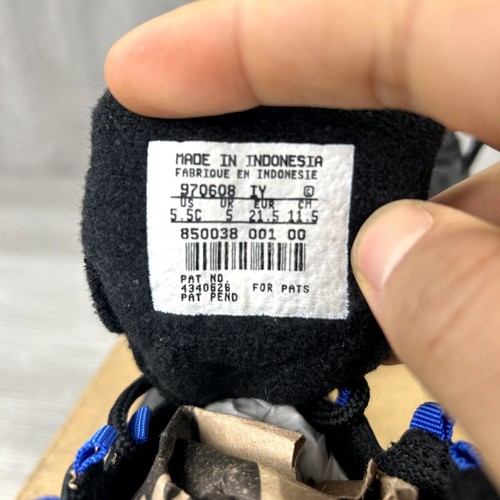 MADE IN INDONESIA
FABRIQUE EN INDONESIE
970608 IY ©
US UK EUR CM
5.5C 5 21.5 11.5
850038 001 00
PAT NO.
4340626 FOR PATS
PAT PEND